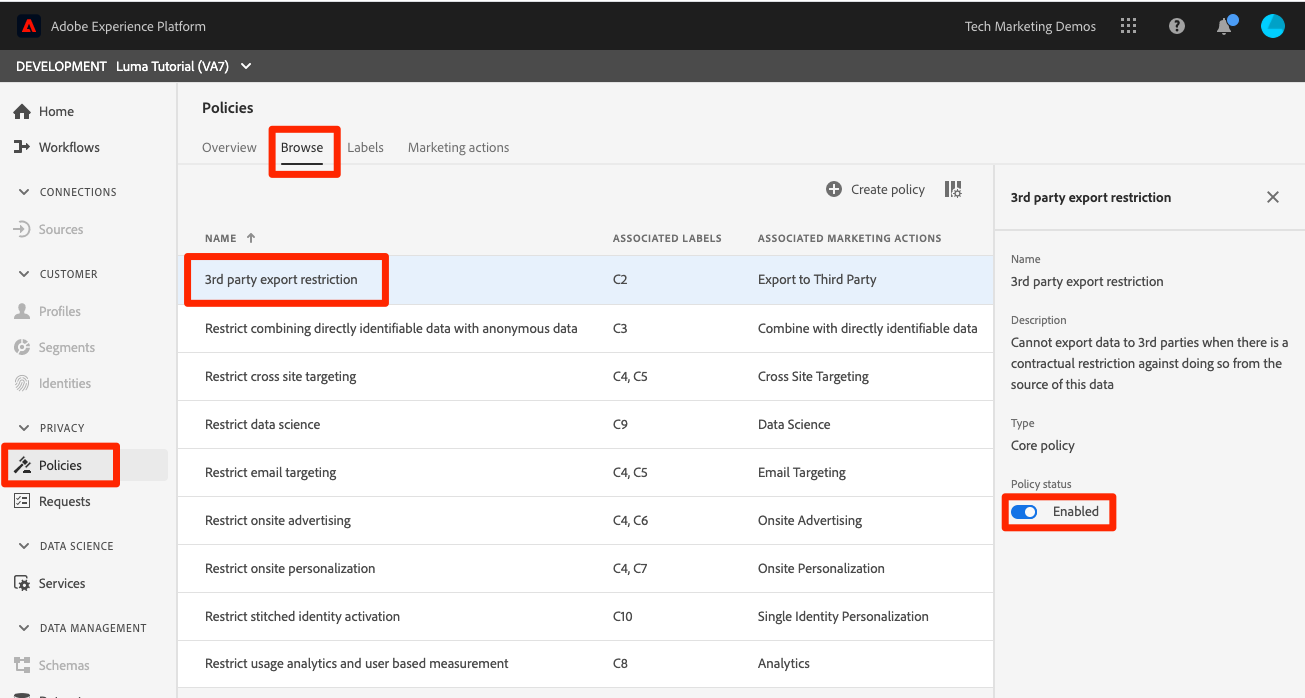 Adobe Experience Platform
Tech Marketing Demos
DEVELOPMENT Luma Tutorial (VA7)
Home
Workflows
CONNECTIONS
Sources
CUSTOMER
Profiles
Segments
Identities
PRIVACY
Policies
Requests
DATA SCIENCE
Services
DATA MANAGEMENT
Schemas
Policies
Overview Browse Labels Marketing actions
Create policy
NAME ASSOCIATED LABELS ASSOCIATED MARKETING ACTIONS
3rd party export restriction C2 Export to Third Party
Restrict combining directly identifiable data with anonymous data C3 Combine with directly identifiable data
Restrict cross site targeting C4, C5 Cross Site Targeting
Restrict data science C9 Data Science
Restrict email targeting C4, C5 Email Targeting
Restrict onsite advertising C4, C6 Onsite Advertising
Restrict onsite personalization C4, C7 Onsite Personalization
Restrict stitched identity activation C10 Single Identity Personalization
Restrict usage analytics and user based measurement C8 Analytics
3rd party export restriction
Name
3rd party export restriction
Description
Cannot export data to 3rd parties when there is a
contractual restriction against doing so from the
source of this data
Type
Core policy
Policy status
Enabled